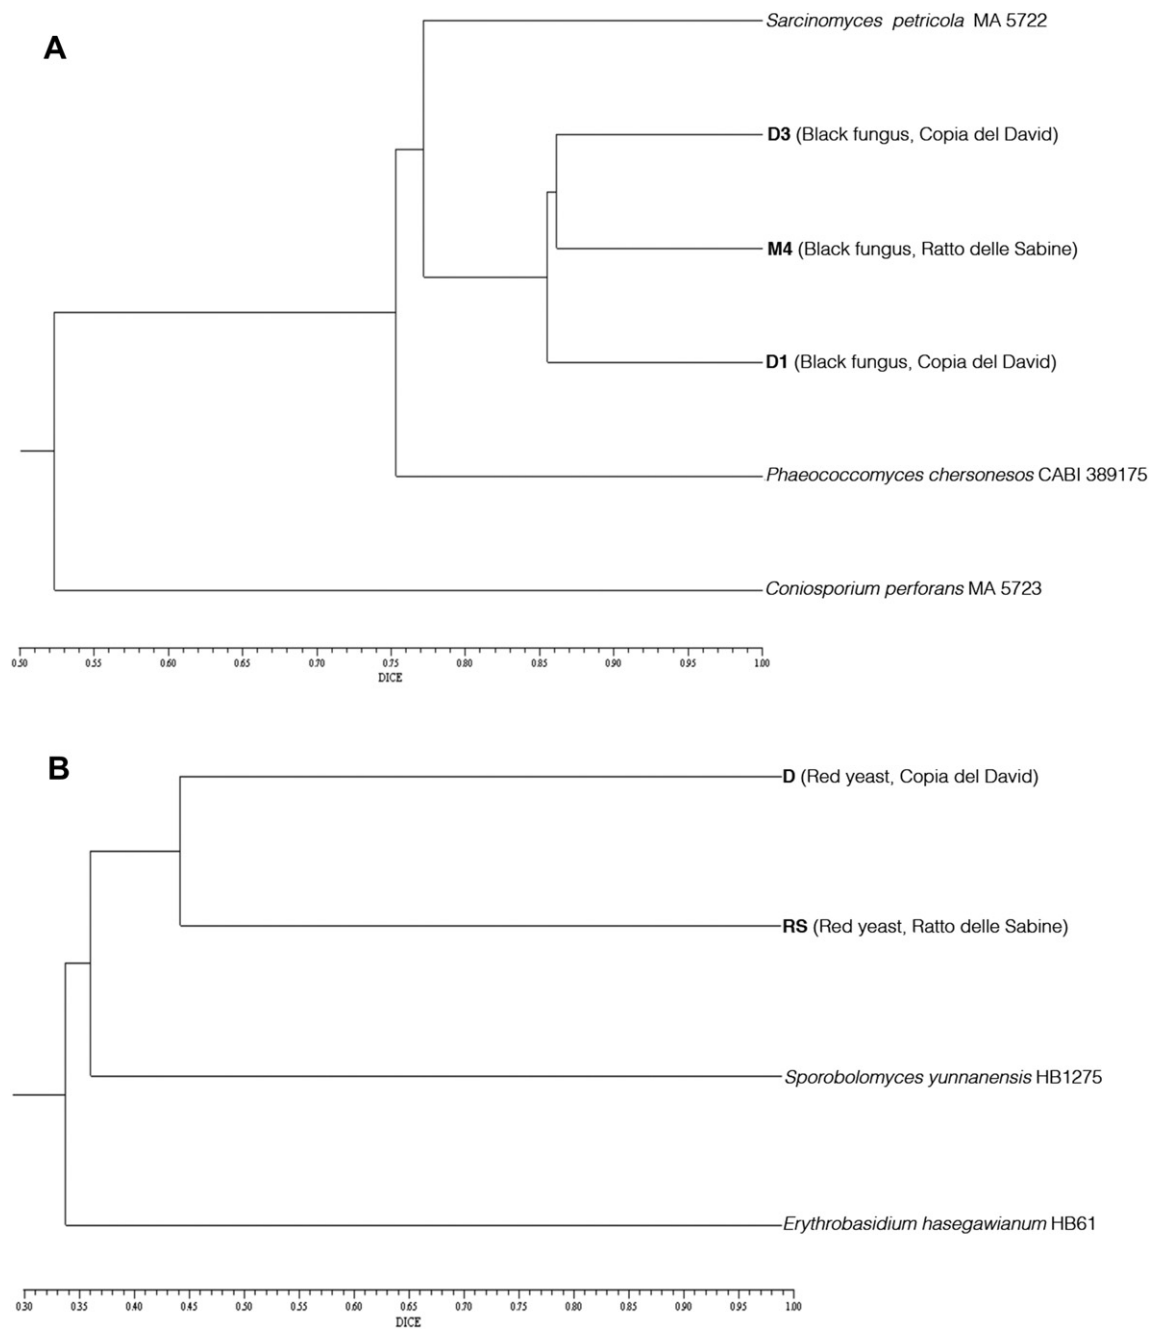 A
Sarcinomyces petricola MA 5722
D3 (Black fungus, Copia del David)
M4 (Black fungus, Ratto delle Sabine)
D1 (Black fungus, Copia del David)
Phaeococcomyces chersonesos CABI 389175
Coniosporium perforans MA 5723
0.50 0.55 0.60 0.65 0.70 0.75 0.80 0.85 0.90 0.95 1.00
DICE
B
D (Red yeast, Copia del David)
RS (Red yeast, Ratto delle Sabine)
Sporobolomyces yunnanensis HB1275
Erythrobasidium hasegawianum HB61
0.30 0.35 0.40 0.45 0.50 0.55 0.60 0.65 0.70 0.75 0.80 0.85 0.90 0.95 1.00
DICE